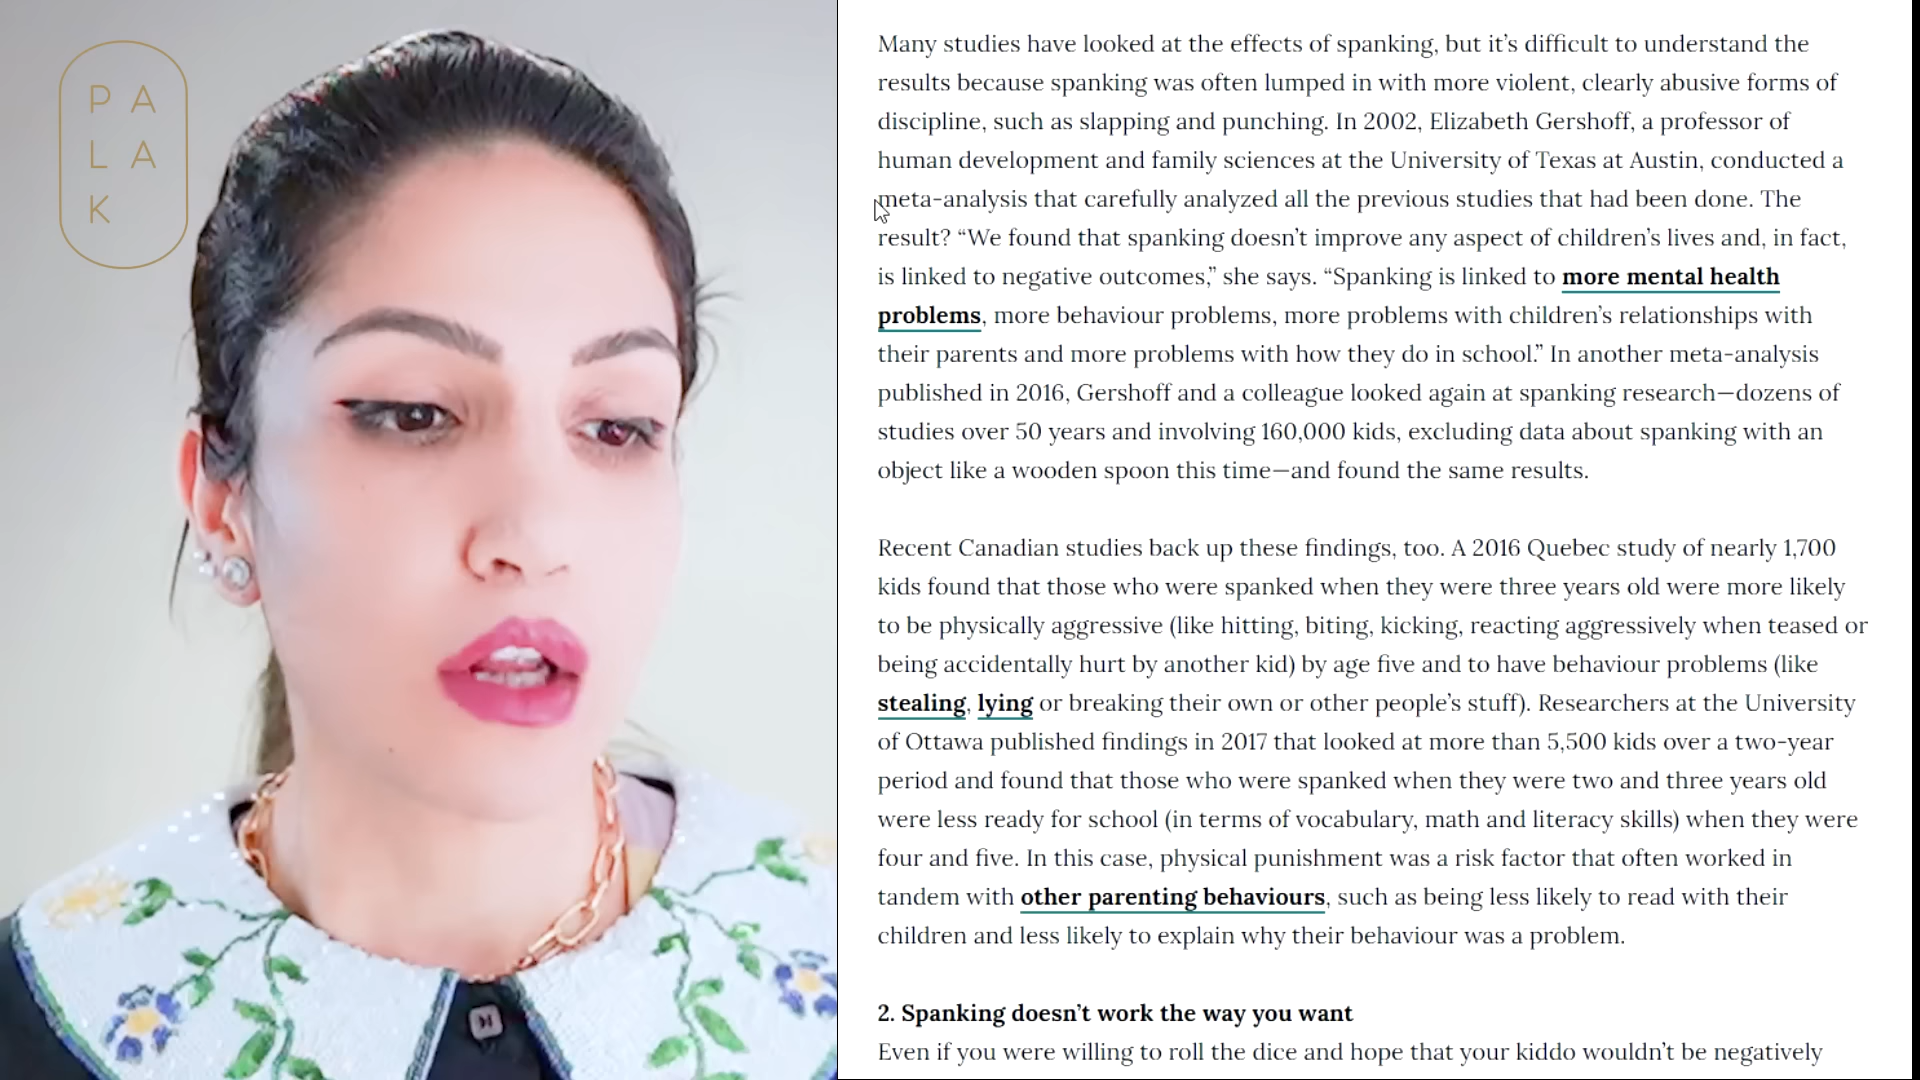 P A
L A
K
Many studies have looked at the effects of spanking, but it’s difficult to understand the
results because spanking was often lumped in with more violent, clearly abusive forms of
discipline, such as slapping and punching. In 2002, Elizabeth Gershoff, a professor of
human development and family sciences at the University of Texas at Austin, conducted a
meta-analysis that carefully analyzed all the previous studies that had been done. The
result? “We found that spanking doesn’t improve any aspect of children’s lives and, in fact,
is linked to negative outcomes,” she says. “Spanking is linked to more mental health
problems, more behaviour problems, more problems with children’s relationships with
their parents and more problems with how they do in school.” In another meta-analysis
published in 2016, Gershoff and a colleague looked again at spanking research—dozens of
studies over 50 years and involving 160,000 kids, excluding data about spanking with an
object like a wooden spoon this time—and found the same results.
Recent Canadian studies back up these findings, too. A 2016 Quebec study of nearly 1,700
kids found that those who were spanked when they were three years old were more likely
to be physically aggressive (like hitting, biting, kicking, reacting aggressively when teased or
being accidentally hurt by another kid) by age five and to have behaviour problems (like
stealing, lying or breaking their own or other people’s stuff). Researchers at the University
of Ottawa published findings in 2017 that looked at more than 5,500 kids over a two-year
period and found that those who were spanked when they were two and three years old
were less ready for school (in terms of vocabulary, math and literacy skills) when they were
four and five. In this case, physical punishment was a risk factor that often worked in
tandem with other parenting behaviours, such as being less likely to read with their
children and less likely to explain why their behaviour was a problem.
2. Spanking doesn’t work the way you want
Even if you were willing to roll the dice and hope that your kiddo wouldn’t be negatively